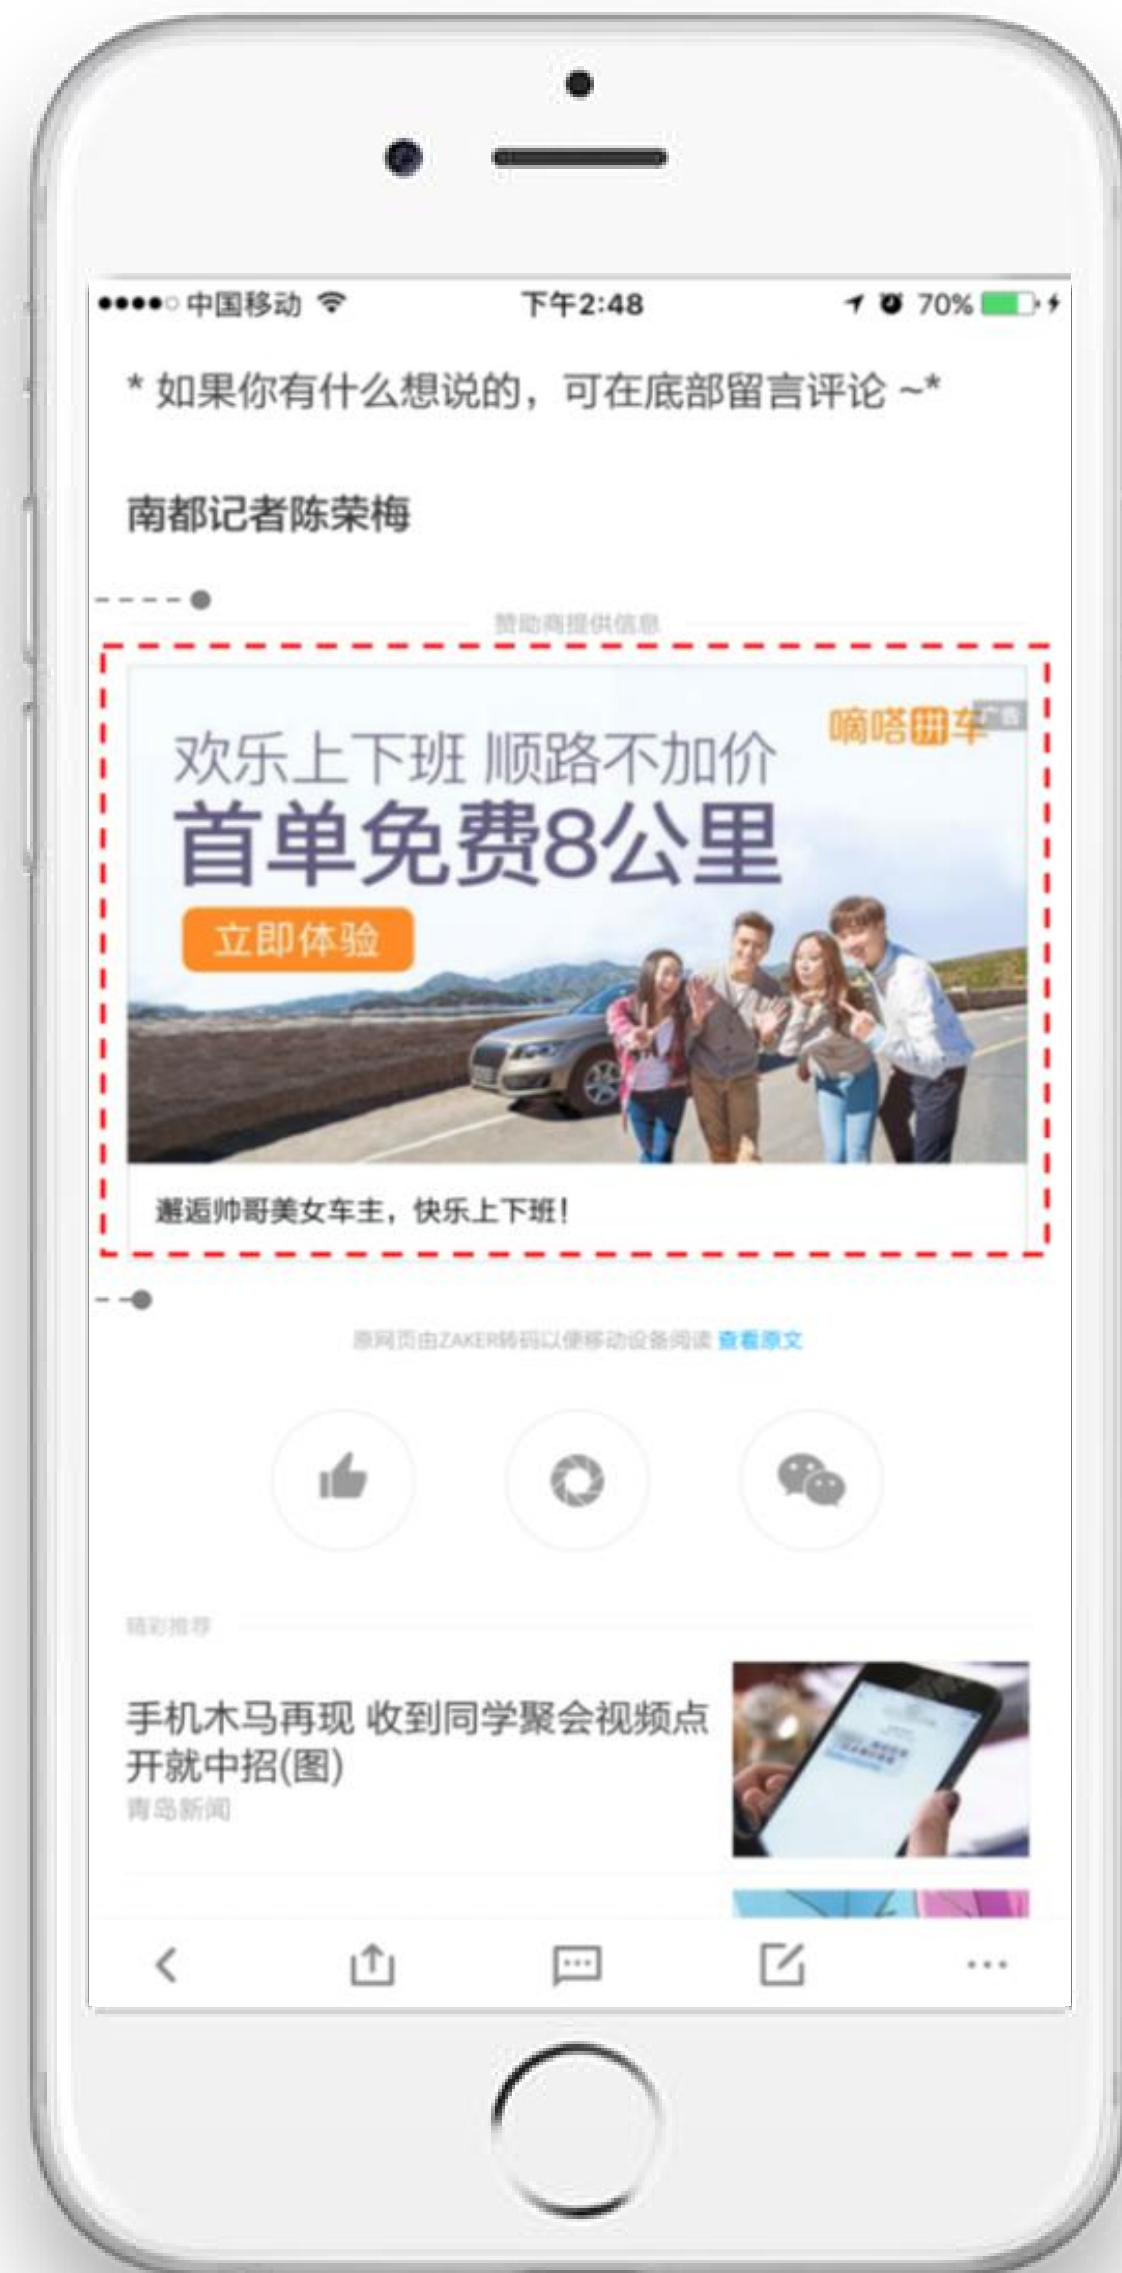 中国移动 下午2:48 70%
* 如果你有什么想说的，可在底部留言评论 ~*
南都记者陈荣梅
赞助商提供信息
嘀嗒拼车 广告
欢乐上下班 顺路不加价
首单免费8公里
立即体验
邂逅帅哥美女车主，快乐上下班！
原网页由ZAKER转码以便移动设备阅读 查看原文
精彩推荐
手机木马再现 收到同学聚会视频点
开就中招(图)
青岛新闻